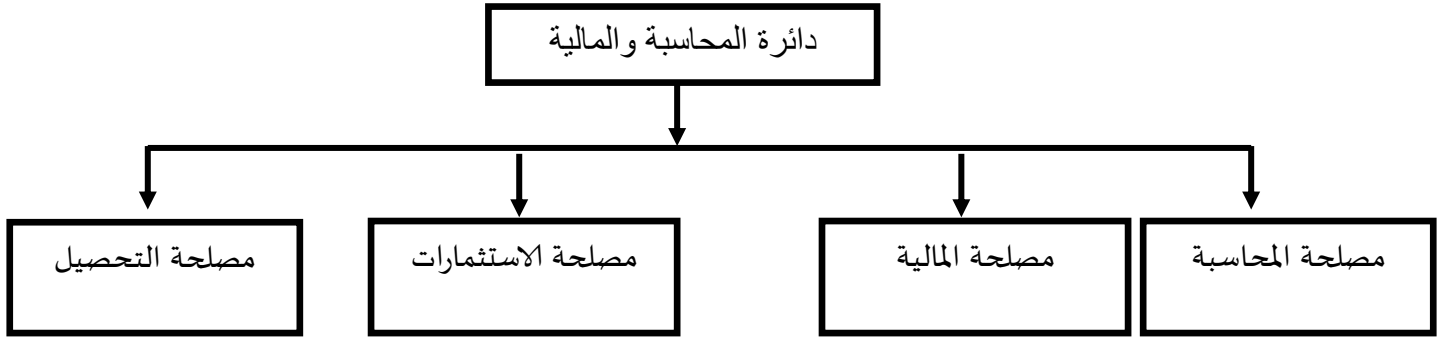 دائرة المحاسبة والمالية
مصلحة المحاسبة
مصلحة المالية
مصلحة الاستثمارات
مصلحة التحصيل